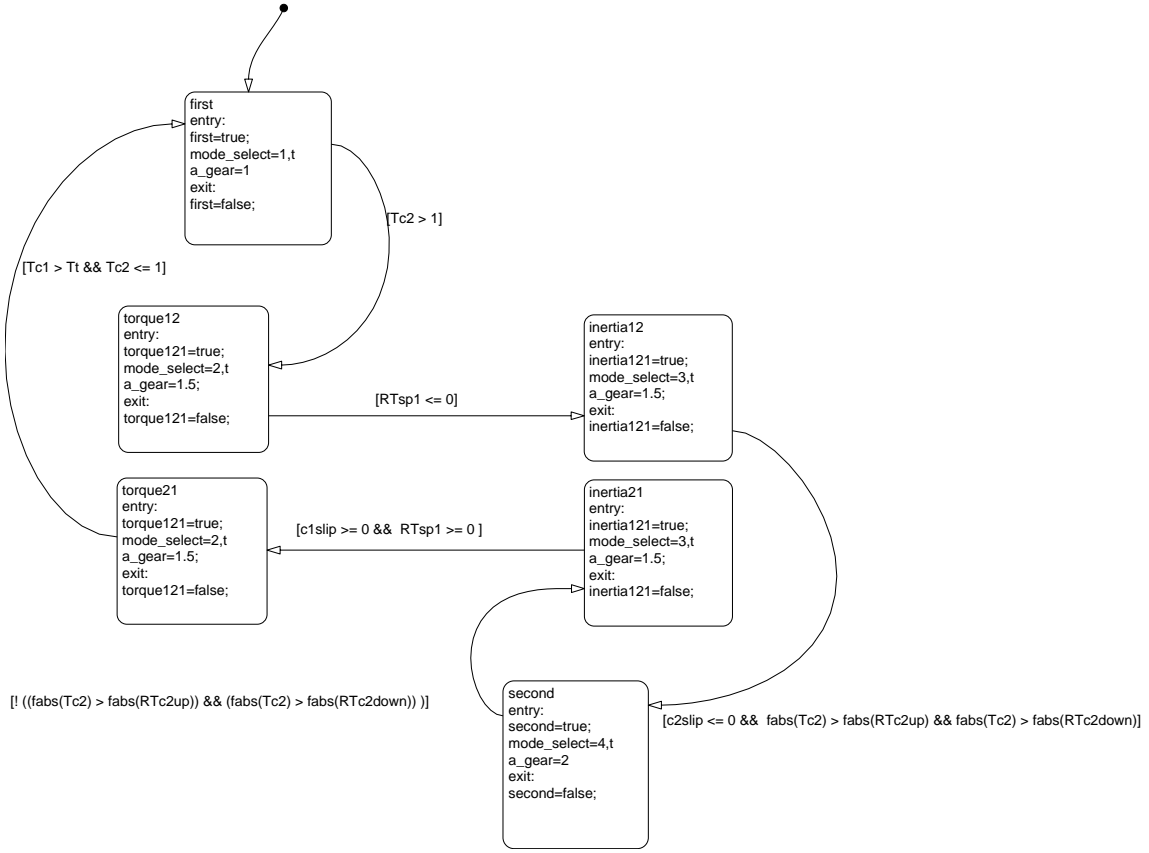 first
entry:
first=true;
mode_select=1,t
a_gear=1
exit:
first=false;
[Tc2 > 1]
[Tc1 > Tt && Tc2 <= 1]
torque12
entry:
torque121=true;
mode_select=2,t
a_gear=1.5;
exit:
torque121=false;
[RTsp1 <= 0]
inertia12
entry:
inertia121=true;
mode_select=3,t
a_gear=1.5;
exit:
inertia121=false;
torque21
entry:
torque121=true;
mode_select=2,t
a_gear=1.5;
exit:
torque121=false;
[c1slip >= 0 &&  RTsp1 >= 0 ]
inertia21
entry:
inertia121=true;
mode_select=3,t
a_gear=1.5;
exit:
inertia121=false;
[! ((fabs(Tc2) > fabs(RTc2up)) && (fabs(Tc2) > fabs(RTc2down)) )]
second
entry:
second=true;
mode_select=4,t
a_gear=2
exit:
second=false;
[c2slip <= 0 &&  fabs(Tc2) > fabs(RTc2up) && fabs(Tc2) > fabs(RTc2down)]